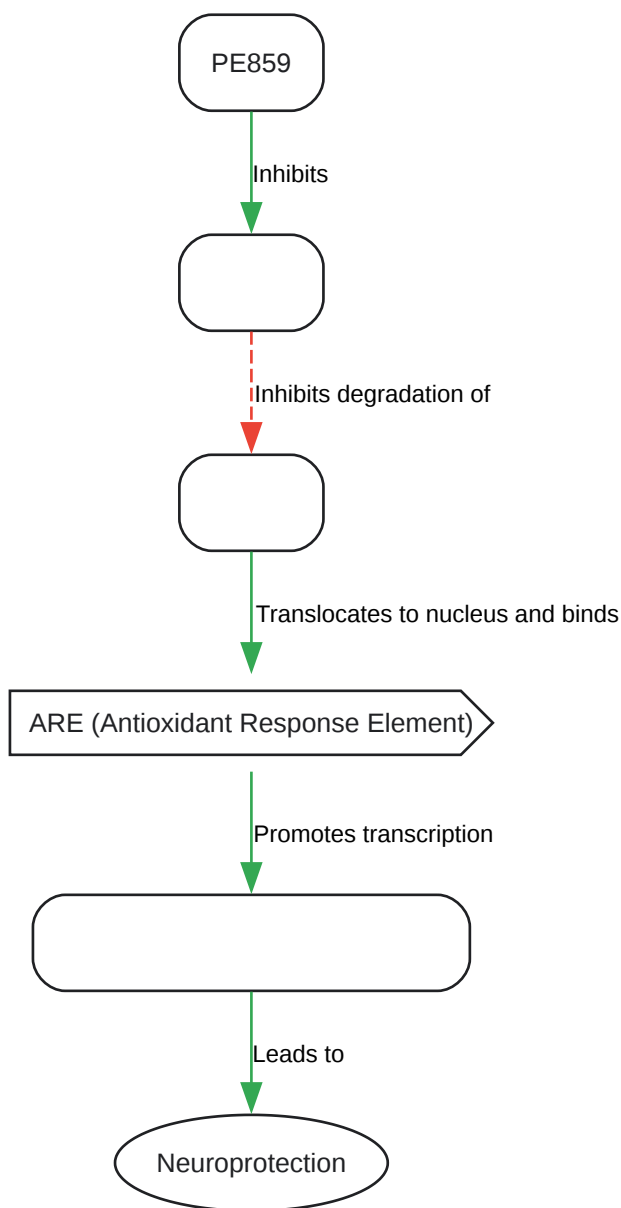 PE859
Inhibits
Inhibits degradation of
Translocates to nucleus and binds
ARE (Antioxidant Response Element)
Promotes transcription
Leads to
Neuroprotection